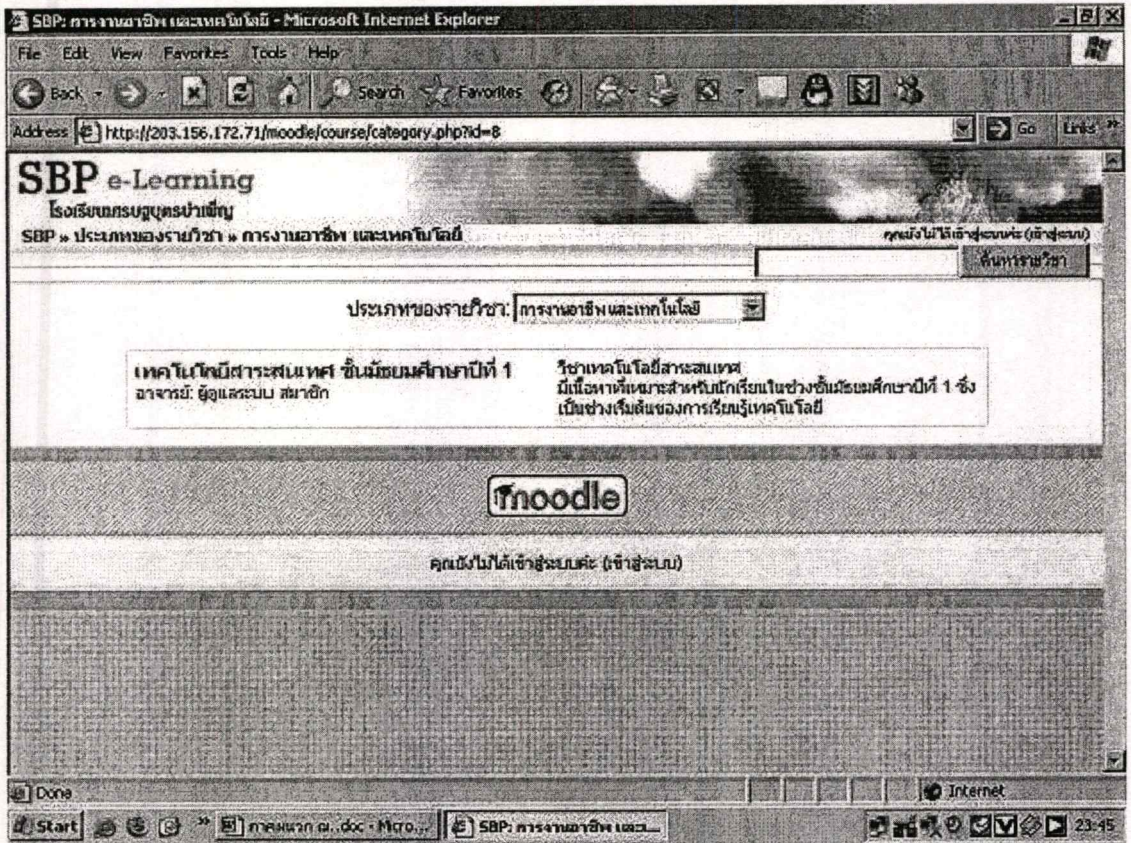 SBP: การงานอาชีพ และเทคโนโลยี - Microsoft Internet Explorer
File Edit View Favorites Tools Help
Back Search Favorites
Address http://203.156.172.71/moodle/course/category.php?id=8 Go Links
SBP e-Learning
โรงเรียนเศรษฐบุตรบำเพ็ญ
SBP » ประเภทของรายวิชา » การงานอาชีพ และเทคโนโลยี คุณยังไม่ได้เข้าสู่ระบบค่ะ (เข้าสู่ระบบ)
ค้นหารายวิชา
ประเภทของรายวิชา: การงานอาชีพ และเทคโนโลยี
เทคโนโลยีสาระสนเทศ ชั้นมัธยมศึกษาปีที่ 1
อาจารย์: ผู้ดูแลระบบ สมาชิก
วิชาเทคโนโลยีสาระสนเทศ
มีเนื้อหาที่เหมาะสำหรับนักเรียนในช่วงชั้นมัธยมศึกษาปีที่ 1 ซึ่ง
เป็นช่วงเริ่มต้นของการเรียนรู้เทคโนโลยี
moodle
คุณยังไม่ได้เข้าสู่ระบบค่ะ (เข้าสู่ระบบ)
Done Internet
Start ภาคผนวก ณ..doc - Micro... SBP: การงานอาชีพ และเ... 23:45